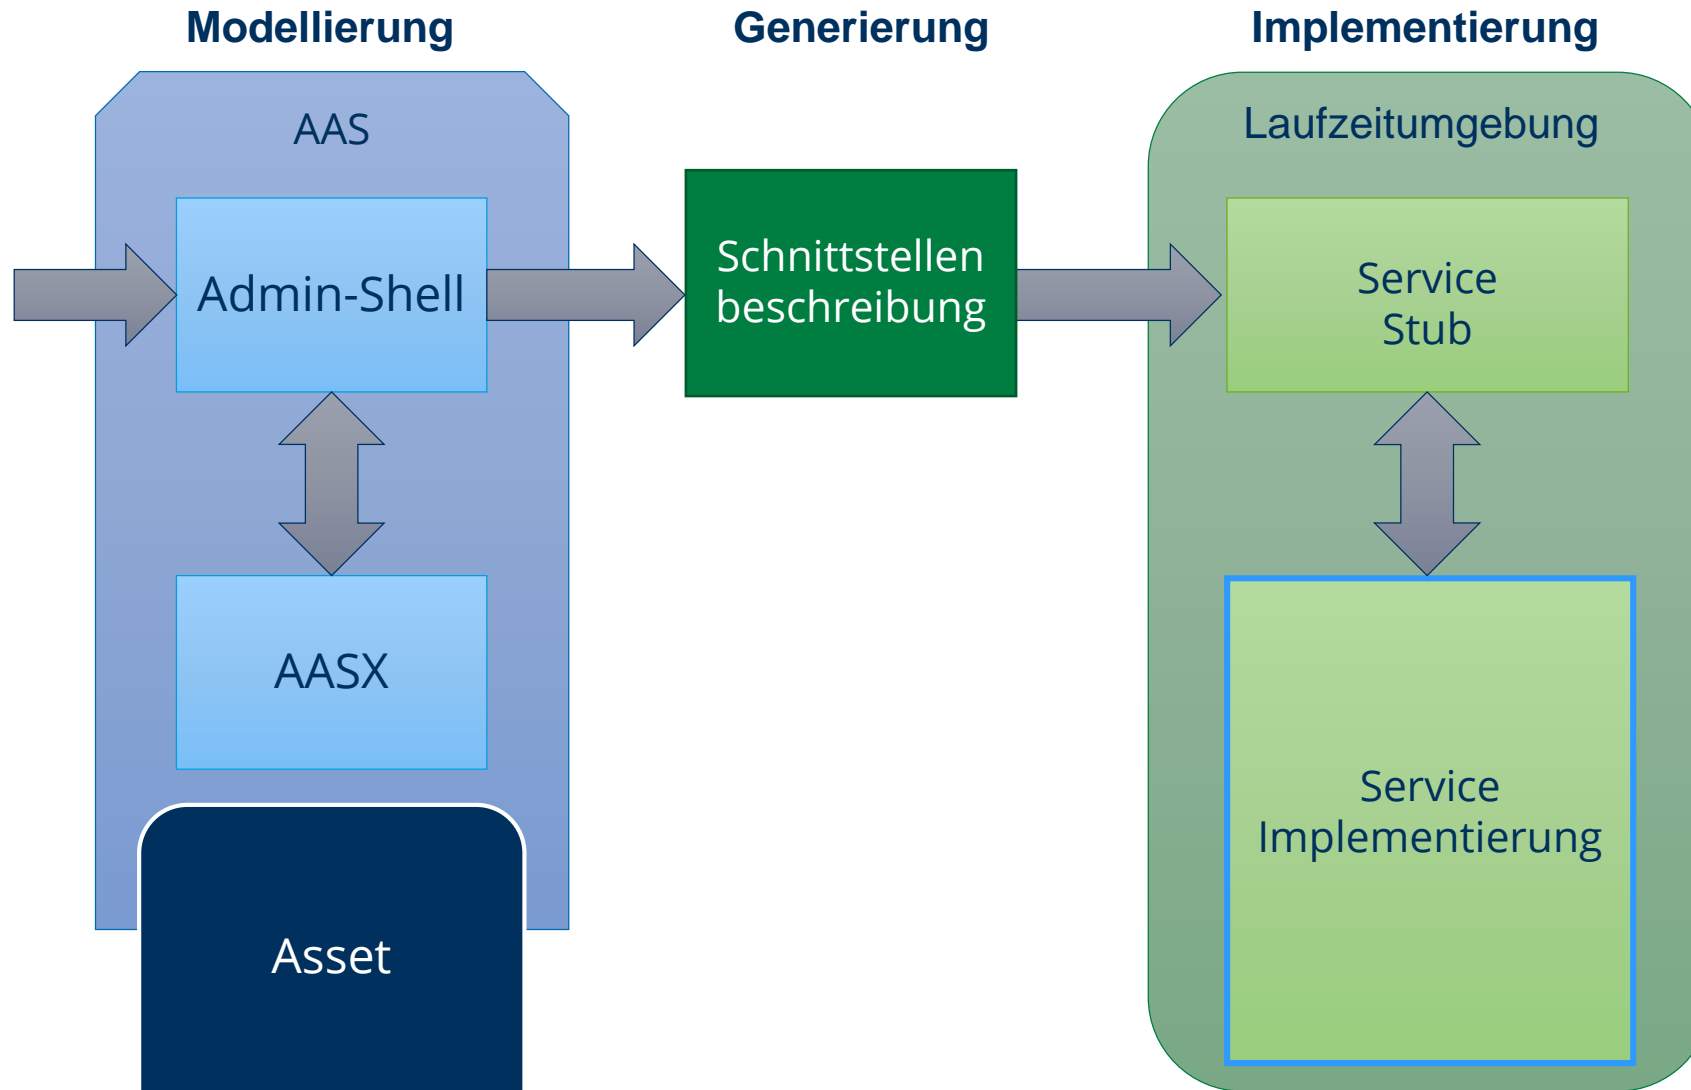 Modellierung
Generierung
Implementierung
AAS
Laufzeitumgebung
Admin-Shell
Schnittstellen
beschreibung
Service
Stub
AASX
Service
Implementierung
Asset